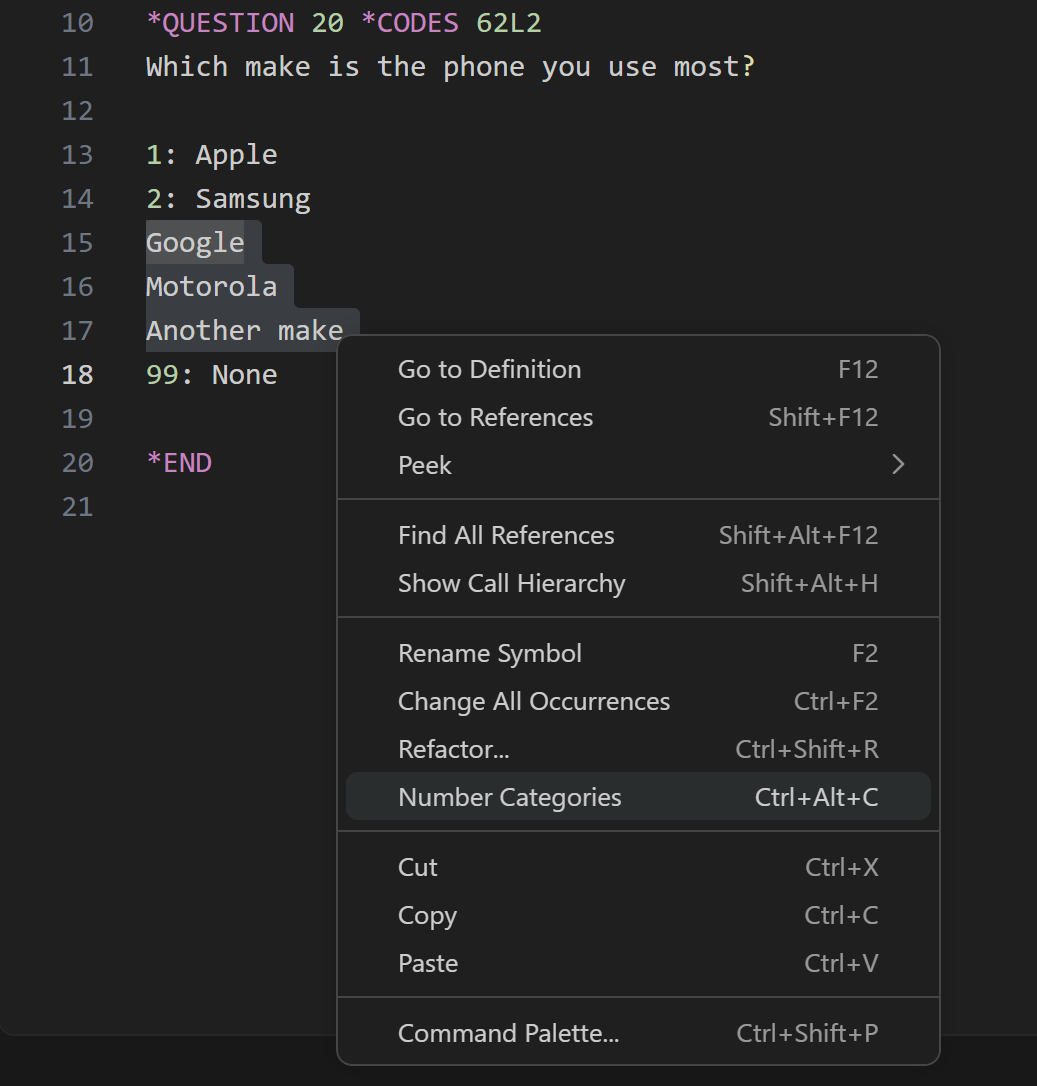 10 *QUESTION 20 *CODES 62L2
11 Which make is the phone you use most?
12
13 1: Apple
14 2: Samsung
15 Google
16 Motorola
17 Another make
18 99: None
19
20 *END
21
Go to Definition F12
Go to References Shift+F12
Peek
Find All References Shift+Alt+F12
Show Call Hierarchy Shift+Alt+H
Rename Symbol F2
Change All Occurrences Ctrl+F2
Refactor... Ctrl+Shift+R
Number Categories Ctrl+Alt+C
Cut Ctrl+X
Copy Ctrl+C
Paste Ctrl+V
Command Palette... Ctrl+Shift+P